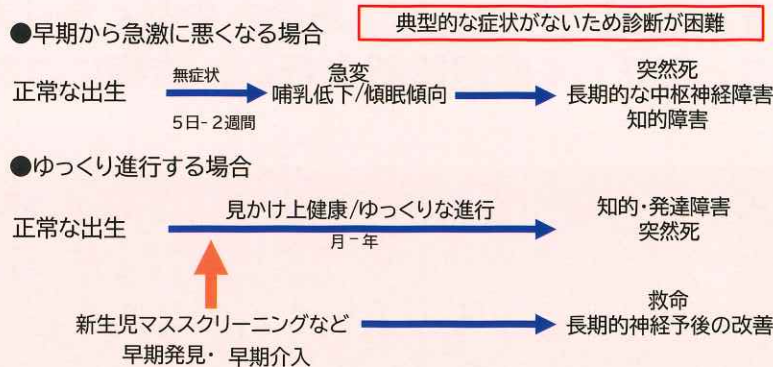 ●早期から急激に悪くなる場合
典型的な症状がないため診断が困難
正常な出生
無症状
5日-2週間
急変
哺乳低下/傾眠傾向
突然死
長期的な中枢神経障害
知的障害
●ゆっくり進行する場合
正常な出生
見かけ上健康/ゆっくりな進行
月-年
知的・発達障害
突然死
新生児マススクリーニングなど
早期発見・早期介入
救命
長期的神経予後の改善